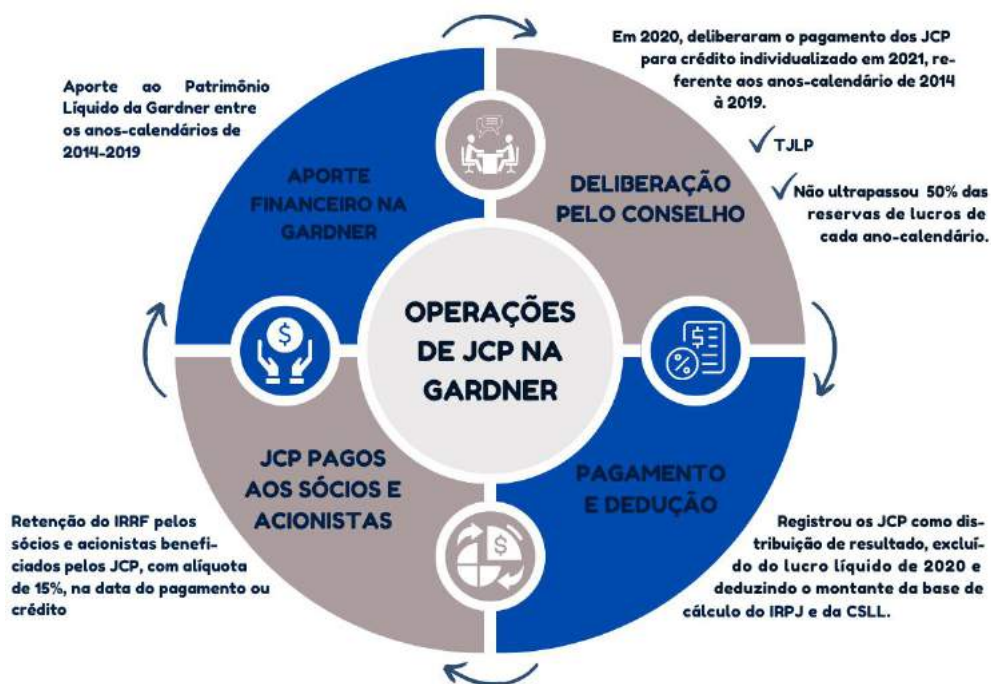 Aporte ao Patrimônio
Líquido da Gardner entre
os anos-calendários de
2014-2019
APORTE
FINANCEIRO NA
GARDNER
Em 2020, deliberaram o pagamento dos JCP
para crédito individualizado em 2021, re-
ferente aos anos-calendário de 2014
à 2019.
TJLP
Não ultrapassou 50% das
reservas de lucros de
cada ano-calendário.
DELIBERAÇÃO
PELO CONSELHO
OPERAÇÕES
DE JCP NA
GARDNER
JCP PAGOS
AOS SÓCIOS E
ACIONISTAS
Retenção do IRRF pelos
sócios e acionistas benefi-
ciados pelos JCP, com alíquota
de 15%, na data do pagamento ou
crédito
PAGAMENTO
E DEDUÇÃO
Registrou os JCP como dis-
tribuição de resultado, excluí-
do do lucro líquido de 2020 e
deduzindo o montante da base de
cálculo do IRPJ e da CSLL.